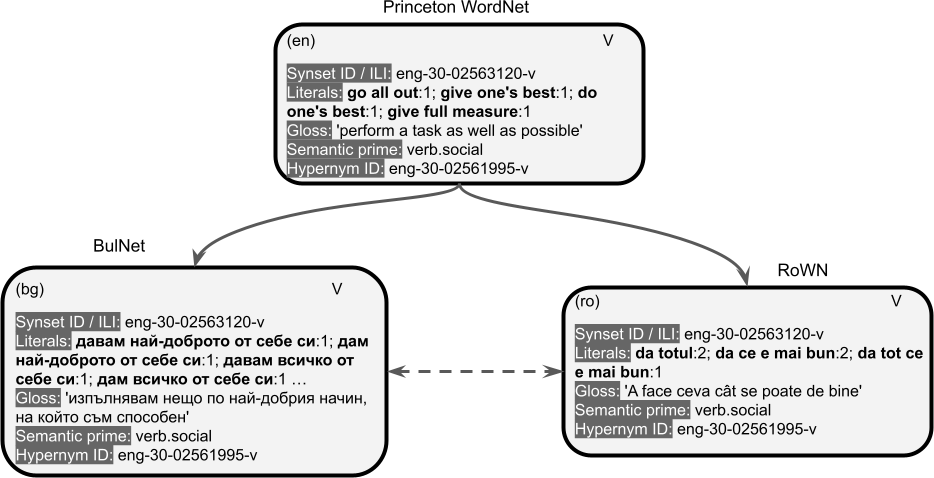 Princeton WordNet
(en) V
Synset ID / ILI: eng-30-02563120-v
Literals: go all out:1; give one's best:1; do
one's best:1; give full measure:1
Gloss: 'perform a task as well as possible'
Semantic prime: verb.social
Hypernym ID: eng-30-02561995-v
BulNet
(bg) V
Synset ID / ILI: eng-30-02563120-v
Literals: давам най-доброто от себе си:1; дам
най-доброто от себе си:1; давам всичко от
себе си:1; дам всичко от себе си:1 …
Gloss: 'изпълнявам нещо по най-добрия начин,
на който съм способен'
Semantic prime: verb.social
Hypernym ID: eng-30-02561995-v
RoWN
(ro) V
Synset ID / ILI: eng-30-02563120-v
Literals: da totul:2; da ce e mai bun:2; da tot ce
e mai bun:1
Gloss: 'A face ceva cât se poate de bine'
Semantic prime: verb.social
Hypernym ID: eng-30-02561995-v